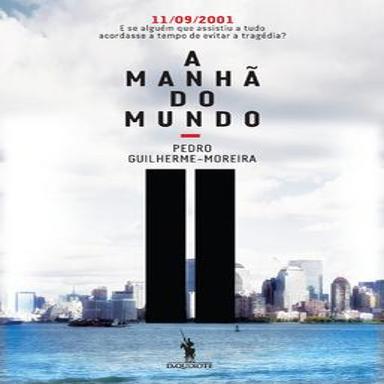 11/09/2001
E se alguém que assistiu a tudo
acordasse a tempo de evitar a tragédia?
A
MANHÃ
DO
MUNDO
PEDRO
GUILHERME-MOREIRA
D.QUIXOTE